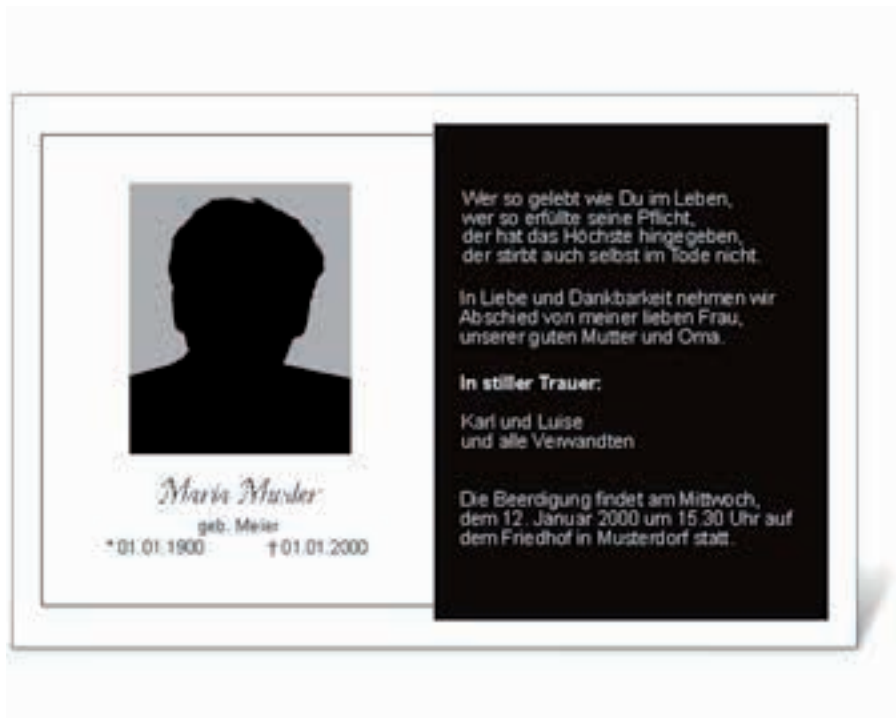 Maria Muster
geb. Meier
*01.01.1900 †01.01.2000
Wer so gelebt wie Du im Leben,
wer so erfüllte seine Pflicht,
der hat das Höchste hingegeben,
der stirbt auch selbst im Tode nicht.
In Liebe und Dankbarkeit nehmen wir
Abschied von meiner lieben Frau,
unserer guten Mutter und Oma.
In stiller Trauer:
Karl und Luise
und alle Verwandten
Die Beerdigung findet am Mittwoch,
dem 12. Januar 2000 um 15.30 Uhr auf
dem Friedhof in Musterdorf statt.